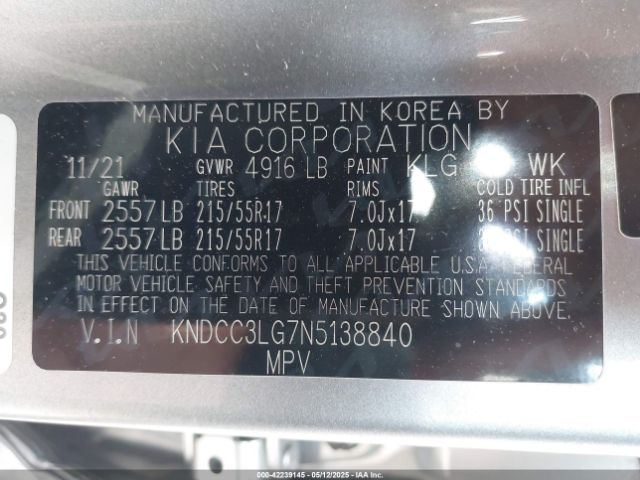 MANUFACTURED IN KOREA BY
KIA CORPORATION
11/21 GVWR 4916 LB PAINT KLG WK
GAWR TIRES RIMS COLD TIRE INFL
FRONT 2557 LB 215/55R17 7.0Jx17 36 PSI SINGLE
REAR 2557 LB 215/55R17 7.0Jx17 PSI SINGLE
THIS VEHICLE CONFORMS TO ALL APPLICABLE U.S.A. FEDERAL
MOTOR VEHICLE SAFETY AND THEFT PREVENTION STANDARDS
IN EFFECT ON THE DATE OF MANUFACTURE SHOWN ABOVE.
V.I.N KNDCC3LG7N5138840
MPV
000-42239145 - 05/12/2025 - IAAI CORPORATE